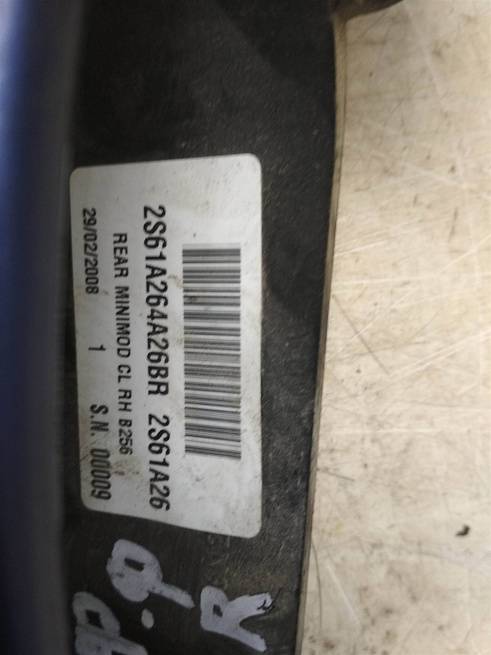 2S61A264A26BR 2S61A26
REAR MINIMOD CL RH B256
29/02/2008 1 S.N. 00009